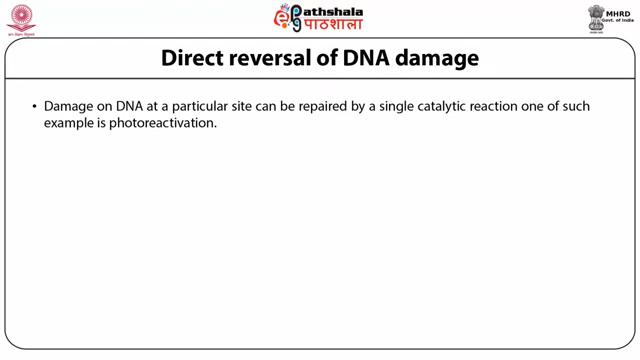 Pathshala
पाठशाला
MHRD
Govt. of India
Direct reversal of DNA damage
• Damage on DNA at a particular site can be repaired by a single catalytic reaction one of such
example is photoreactivation.